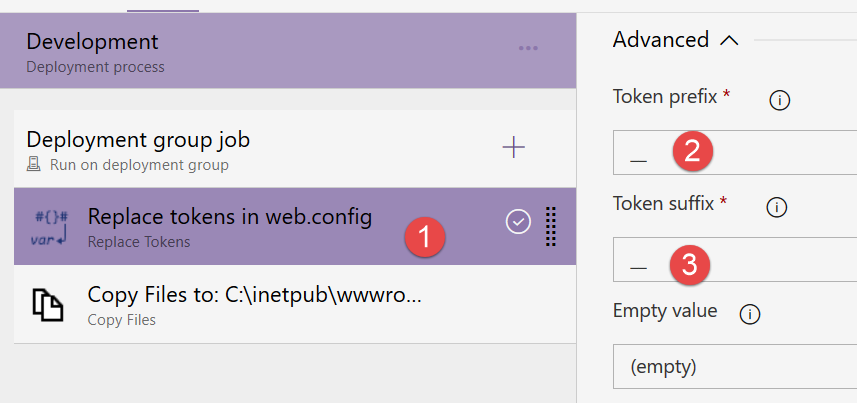 Development
Deployment process
Deployment group job
Run on deployment group
#{}#
var
Replace tokens in web.config
Replace Tokens
1
Copy Files to: C:\inetpub\wwwro...
Copy Files
Advanced
Token prefix *
__
2
Token suffix *
__
3
Empty value
(empty)